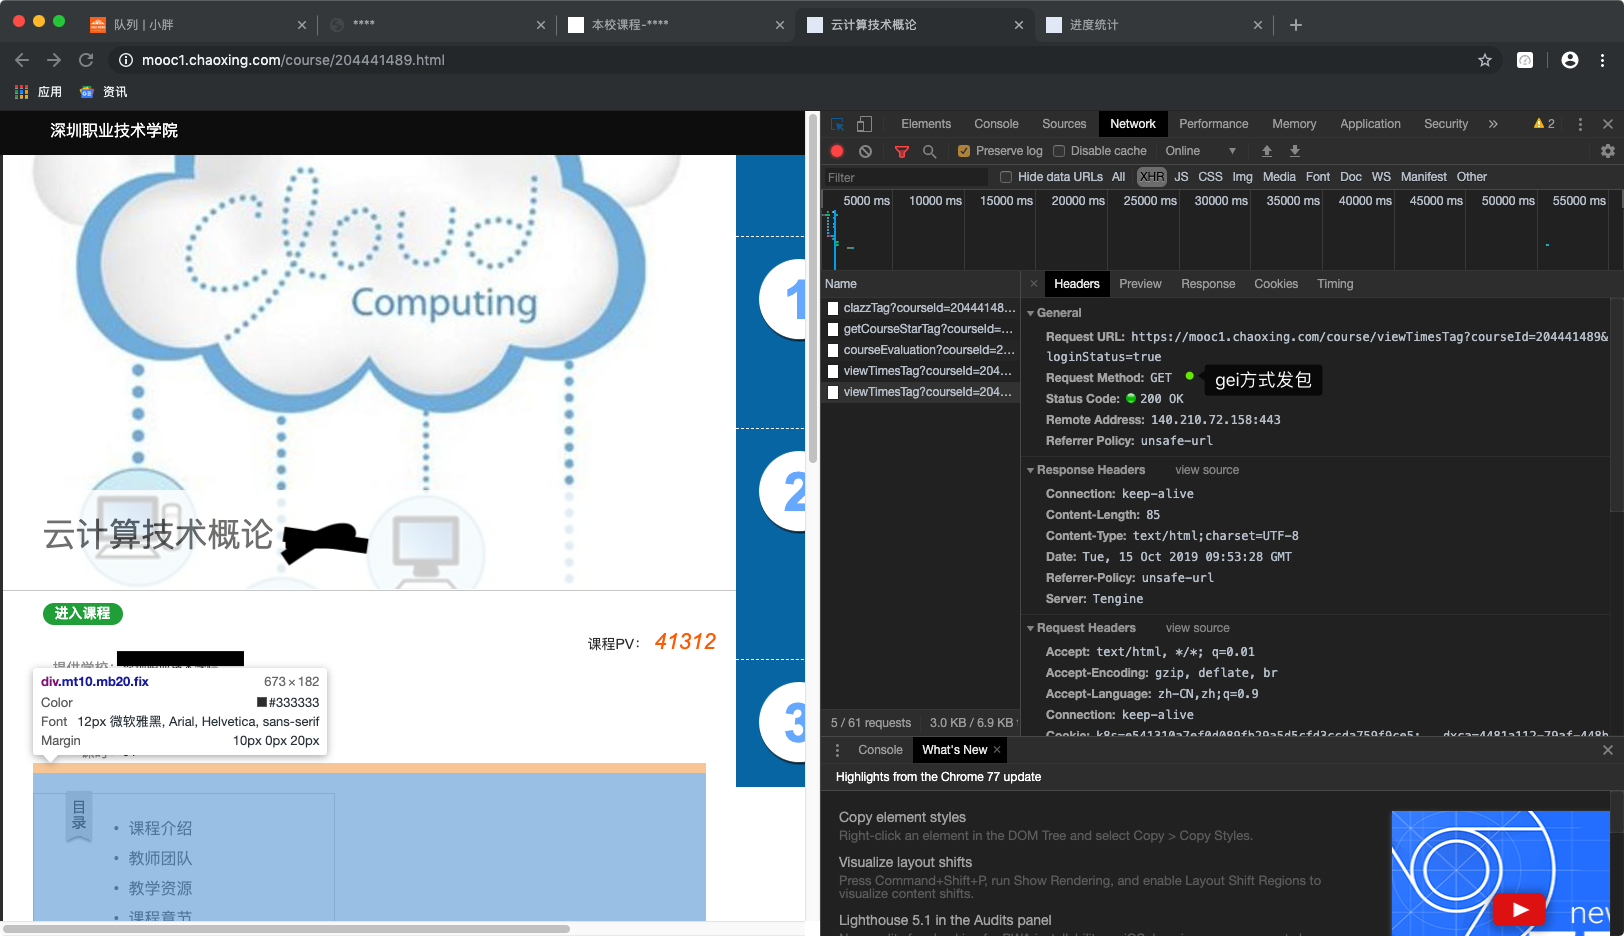 队列 | 小胖
****
本校课程-****
云计算技术概论
进度统计
mooc1.chaoxing.com/course/204441489.html
应用
资讯
深圳职业技术学院
cloud
Computing
云计算技术概论
进入课程
课程PV：
41312
提供学校:
div.mt10.mb20.fix
673 × 182
Color
#333333
Font
12px 微软雅黑, Arial, Helvetica, sans-serif
Margin
10px 0px 20px
目录
• 课程介绍
• 教师团队
• 教学资源
• 课程章节
1
2
3
Elements
Console
Sources
Network
Performance
Memory
Application
Security
»
2
Preserve log
Disable cache
Online
Filter
Hide data URLs
All
XHR
JS
CSS
Img
Media
Font
Doc
WS
Manifest
Other
5000 ms
10000 ms
15000 ms
20000 ms
25000 ms
30000 ms
35000 ms
40000 ms
45000 ms
50000 ms
55000 ms
Name
clazzTag?courseId=20444148...
getCourseStarTag?courseId=...
courseEvaluation?courseId=2...
viewTimesTag?courseId=204...
viewTimesTag?courseId=204...
5 / 61 requests
3.0 KB / 6.9 KB
Headers
Preview
Response
Cookies
Timing
General
Request URL: https://mooc1.chaoxing.com/course/viewTimesTag?courseId=204441489&
loginStatus=true
Request Method: GET
gei方式发包
Status Code: 200 OK
Remote Address: 140.210.72.158:443
Referrer Policy: unsafe-url
Response Headers
view source
Connection: keep-alive
Content-Length: 85
Content-Type: text/html;charset=UTF-8
Date: Tue, 15 Oct 2019 09:53:28 GMT
Referrer-Policy: unsafe-url
Server: Tengine
Request Headers
view source
Accept: text/html, */*; q=0.01
Accept-Encoding: gzip, deflate, br
Accept-Language: zh-CN,zh;q=0.9
Connection: keep-alive
Console
What's New
Highlights from the Chrome 77 update
Copy element styles
Right-click an element in the DOM Tree and select Copy > Copy Styles.
Visualize layout shifts
Press Command+Shift+P, run Show Rendering, and enable Layout Shift Regions to
visualize content shifts.
Lighthouse 5.1 in the Audits panel
new